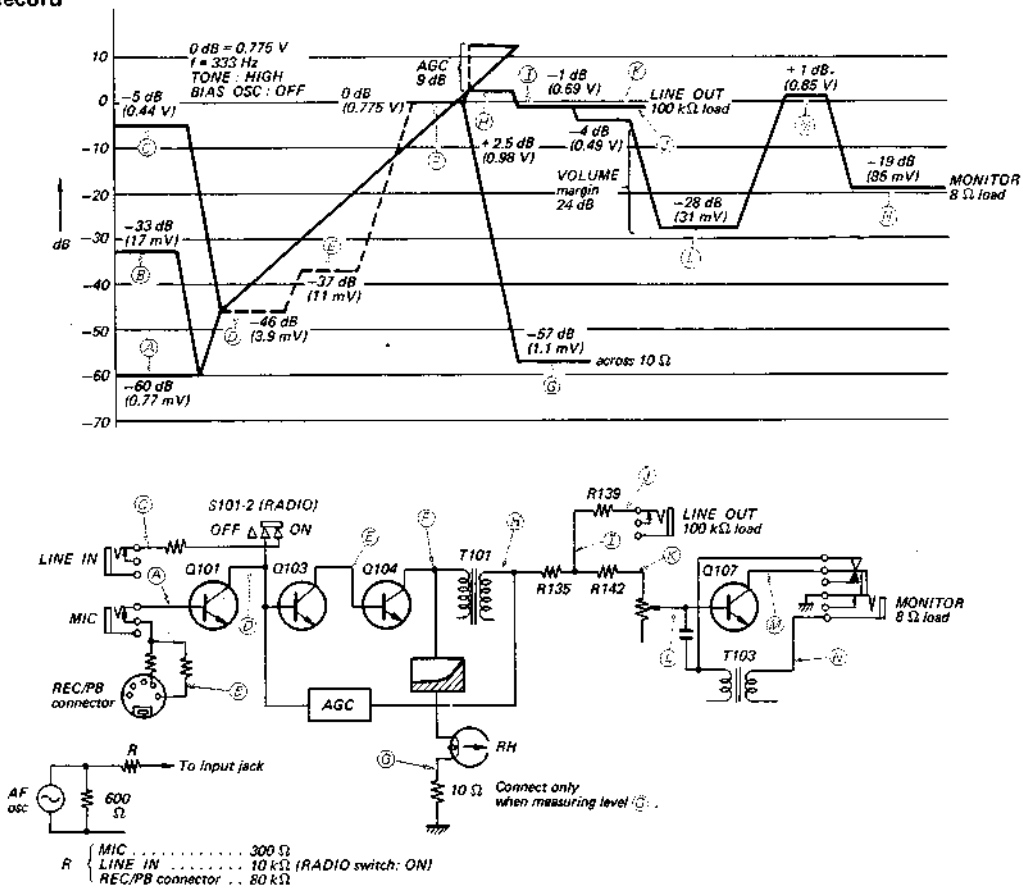 ecord
0 dB = 0.775 V
f = 333 Hz
TONE : HIGH
BIAS OSC : OFF
10
0
−10
−20
−30
−40
−50
−60
−70
dB
−5 dB
(0.44 V)
C
−33 dB
(17 mV)
B
A
−60 dB
(0.77 mV)
D
−46 dB
(3.9 mV)
E
−37 dB
(11 mV)
0 dB
(0.775 V)
F
AGC
9 dB
H
+ 2.5 dB
(0.98 V)
I
−1 dB
(0.69 V)
K
LINE OUT
100 kΩ load
J
−4 dB
(0.49 V)
VOLUME
margin
24 dB
−28 dB
(31 mV)
L
+ 1 dB
(0.85 V)
−19 dB
(85 mV)
MONITOR
8 Ω load
−57 dB
(1.1 mV)
across 10 Ω
G
C
S101-2 (RADIO)
OFF
ON
LINE IN
A
Q101
D
Q103
E
Q104
F
T101
H
MIC
REC/PB
connector
B
AGC
R135
I
R139
J
LINE OUT
100 kΩ load
R142
K
L
Q107
M
MONITOR
8 Ω load
T103
N
G
RH
10 Ω
Connect only
when measuring level G .
AF
osc
600
Ω
R
To input jack
R
MIC . . . . . . . . . . . . 300 Ω
LINE IN . . . . . . . . 10 kΩ (RADIO switch: ON)
REC/PB connector . . 80 kΩ